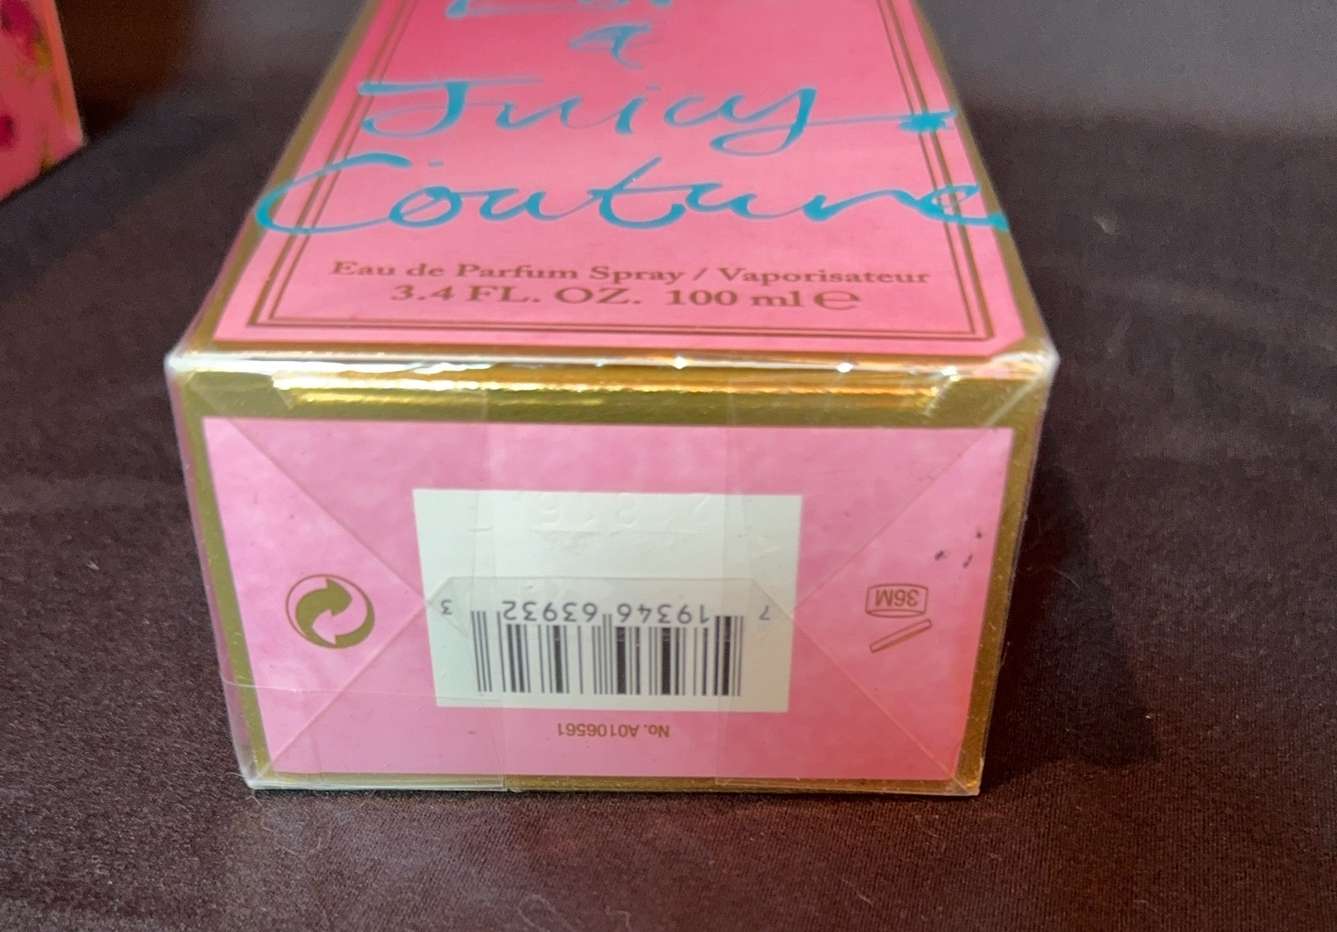 a
Juicy
Couture
Eau de Parfum Spray / Vaporisateur
3.4 FL. OZ. 100 ml ℮
36M
7 19346 63932 3
No. A0106561